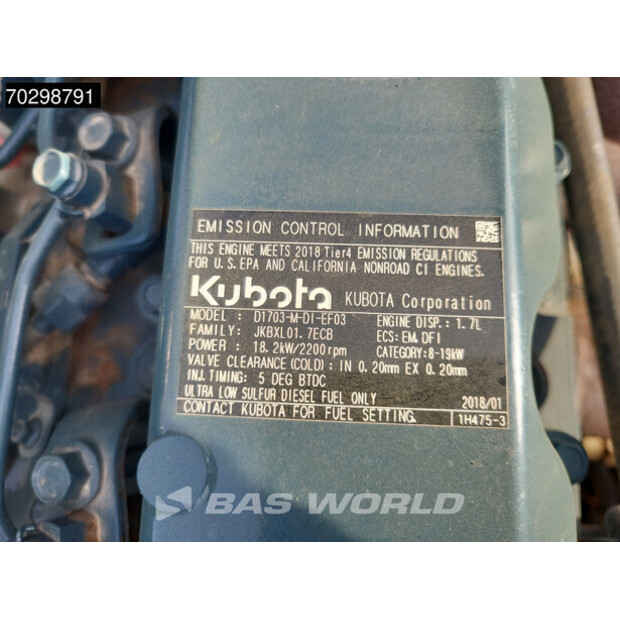 70298791
EMISSION CONTROL INFORMATION
THIS ENGINE MEETS 2018 Tier4 EMISSION REGULATIONS
FOR U.S.EPA AND CALIFORNIA NONROAD CI ENGINES.
Kubota KUBOTA Corporation
MODEL : D1703-M-DI-EF03 ENGINE DISP.: 1.7L
FAMILY: JKBXL01.7ECB ECS: EM, DFI
POWER : 18.2kW/2200rpm CATEGORY: 8-19kW
VALVE CLEARANCE (COLD) : IN 0.20mm EX 0.20mm
INJ.TIMING: 5 DEG BTDC
ULTRA LOW SULFUR DIESEL FUEL ONLY 2018/01
CONTACT KUBOTA FOR FUEL SETTING. 1H475-3
BAS WORLD